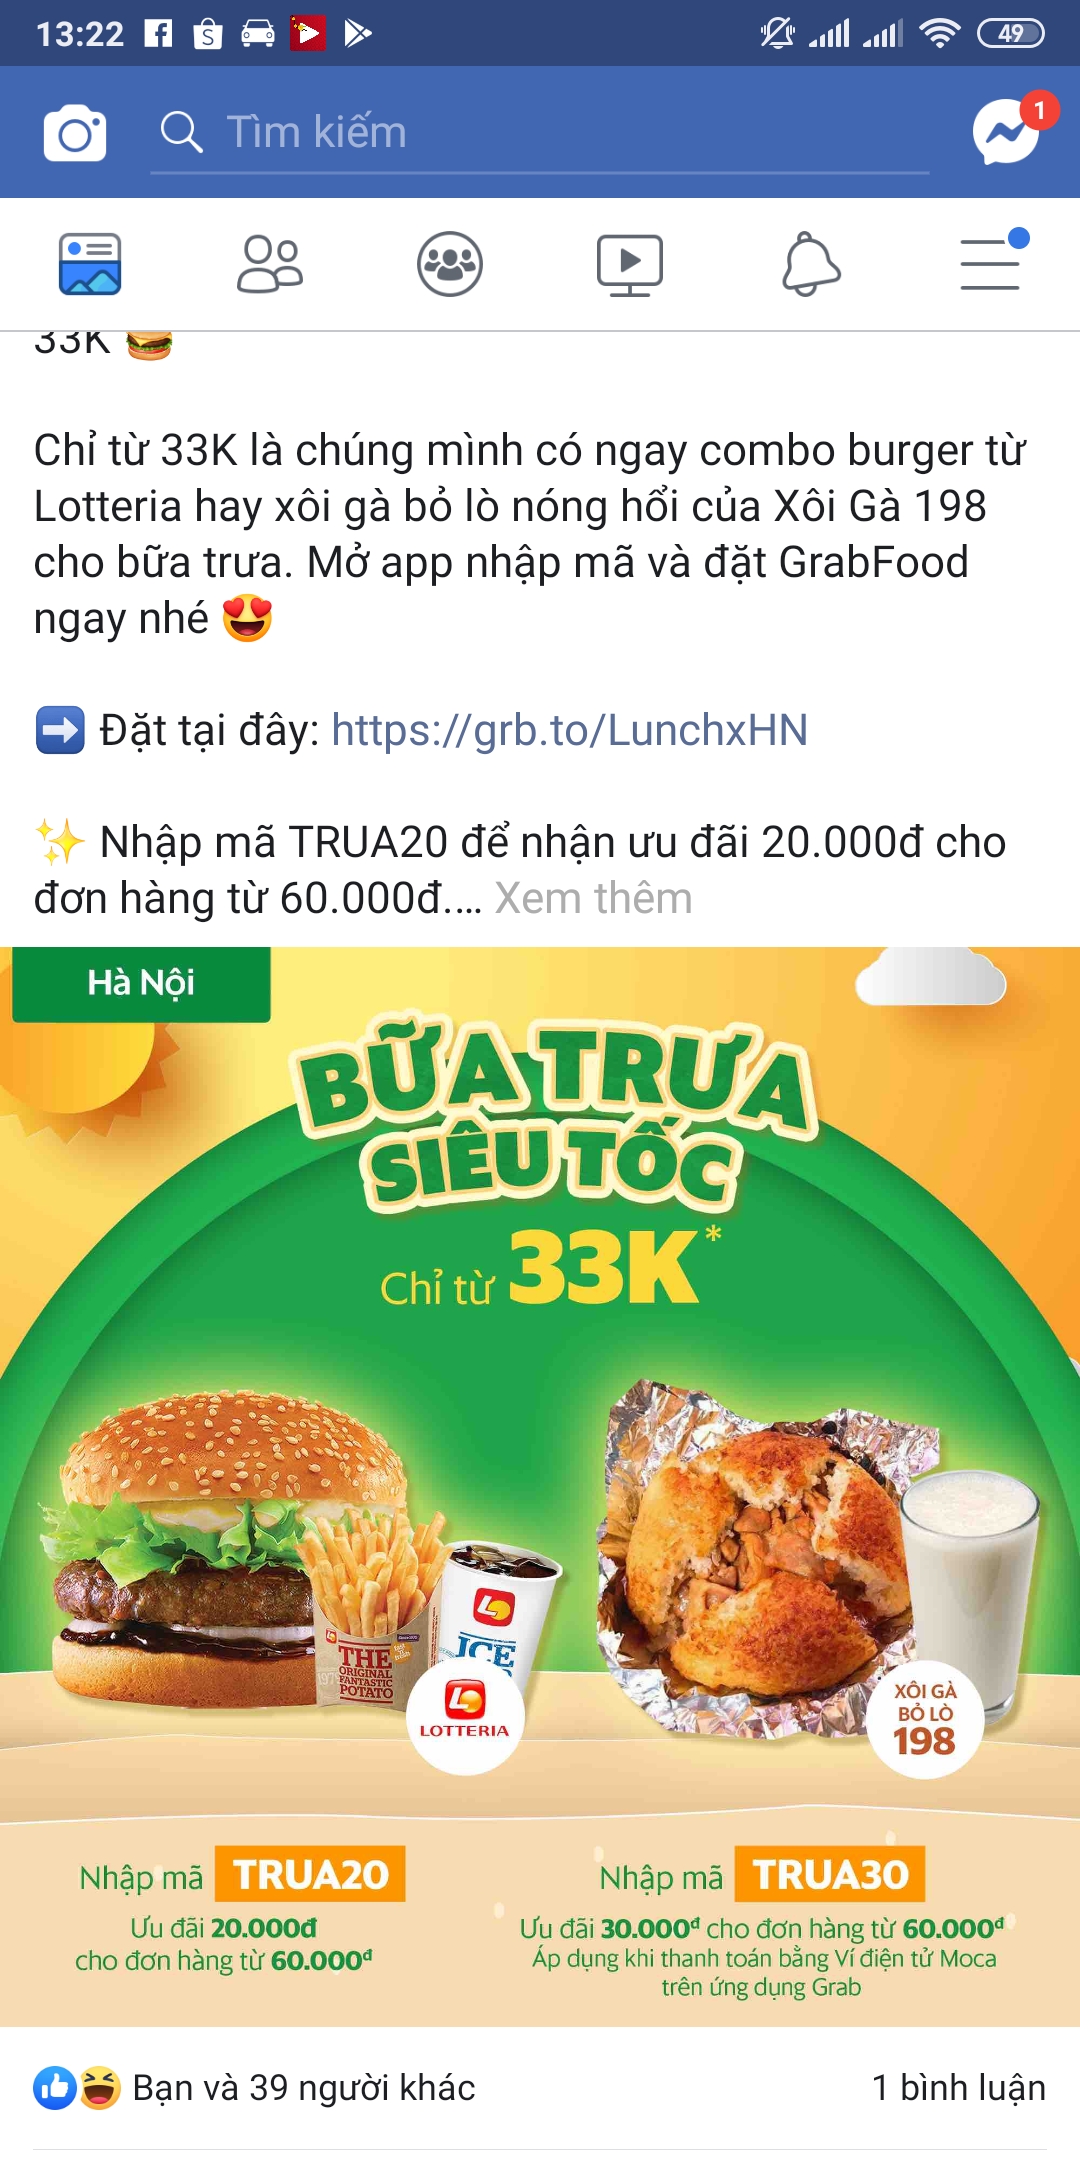 13:22
49
Tìm kiếm
1
33K
Chỉ từ 33K là chúng mình có ngay combo burger từ
Lotteria hay xôi gà bỏ lò nóng hổi của Xôi Gà 198
cho bữa trưa. Mở app nhập mã và đặt GrabFood
ngay nhé 😍
➡️ Đặt tại đây: https://grb.to/LunchxHN
✨ Nhập mã TRUA20 để nhận ưu đãi 20.000đ cho
đơn hàng từ 60.000đ.... Xem thêm
Hà Nội
BỮA TRƯA
SIÊU TỐC
Chỉ từ 33K*
THE
ORIGINAL
FANTASTIC
POTATO
ICE
LOTTERIA
XÔI GÀ
BỎ LÒ
198
Nhập mã TRUA20
Ưu đãi 20.000đ
cho đơn hàng từ 60.000đ
Nhập mã TRUA30
Ưu đãi 30.000đ cho đơn hàng từ 60.000đ
Áp dụng khi thanh toán bằng Ví điện tử Moca
trên ứng dụng Grab
Bạn và 39 người khác
1 bình luận